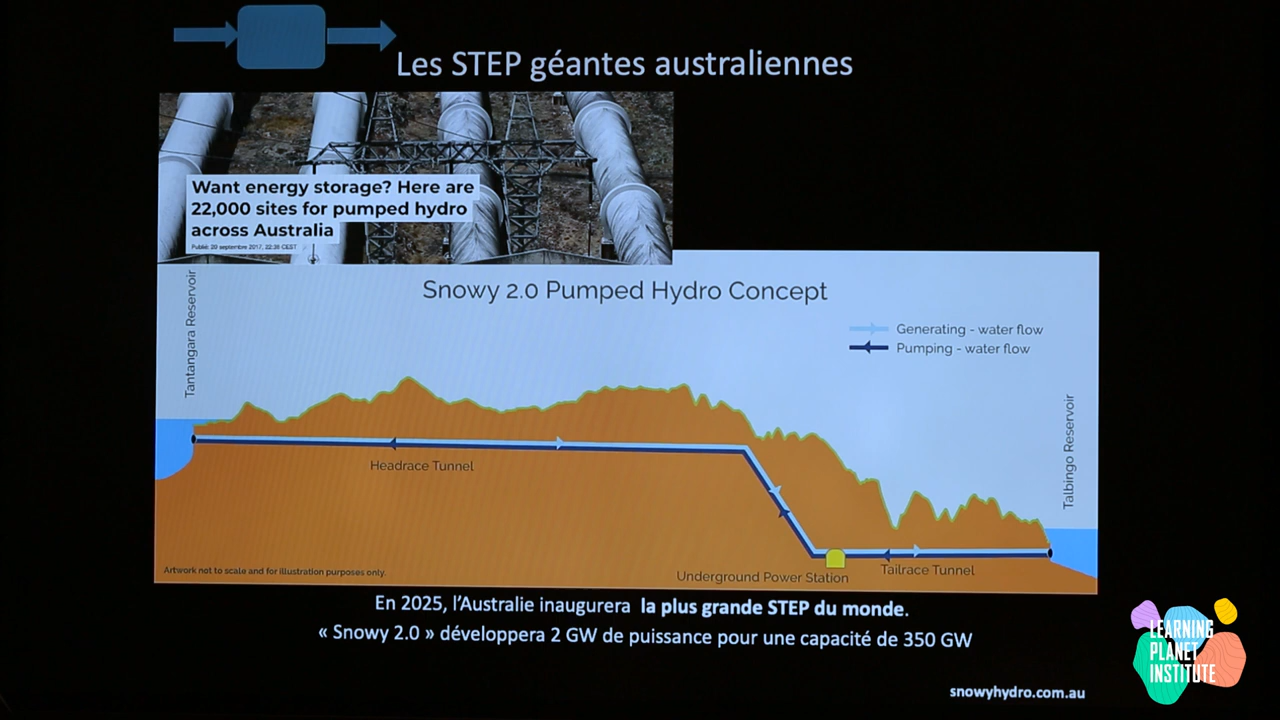 Les STEP géantes australiennes
Want energy storage? Here are
22,000 sites for pumped hydro
across Australia
Publié: 20 septembre 2017, 22:36 CEST
Tantangara Reservoir
Snowy 2.0 Pumped Hydro Concept
Generating - water flow
Pumping - water flow
Talbingo Reservoir
Headrace Tunnel
Artwork not to scale and for illustration purposes only.
Underground Power Station
Tailrace Tunnel
En 2025, l'Australie inaugurera la plus grande STEP du monde.
« Snowy 2.0 » développera 2 GW de puissance pour une capacité de 350 GW
snowyhydro.com.au
LEARNING
PLANET
INSTITUTE